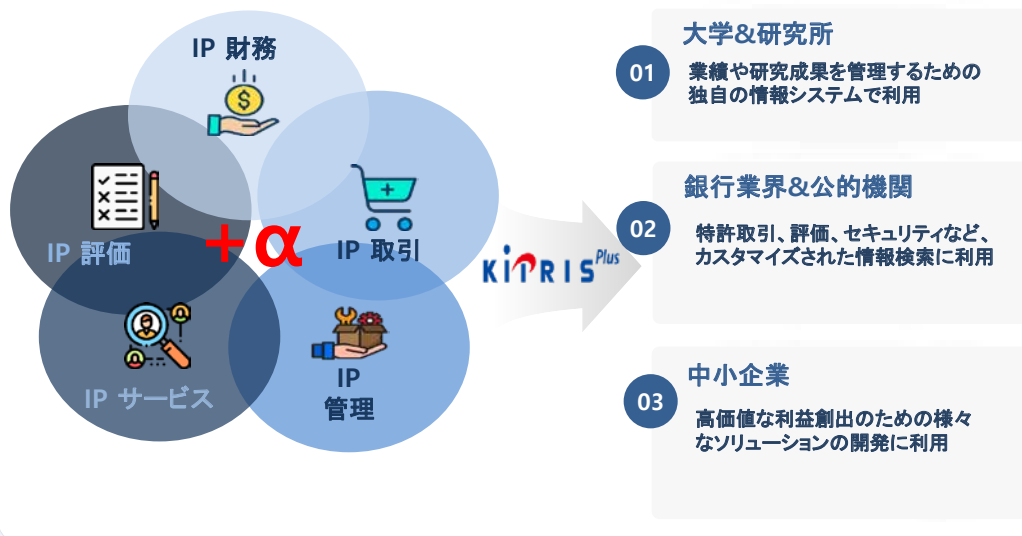 IP 財務
IP 評価
+α
IP 取引
IP サービス
IP
管理
KIPRIS Plus
01
大学&研究所
業績や研究成果を管理するための
独自の情報システムで利用
02
銀行業界&公的機関
特許取引、評価、セキュリティなど、
カスタマイズされた情報検索に利用
03
中小企業
高価値な利益創出のための様々
なソリューションの開発に利用